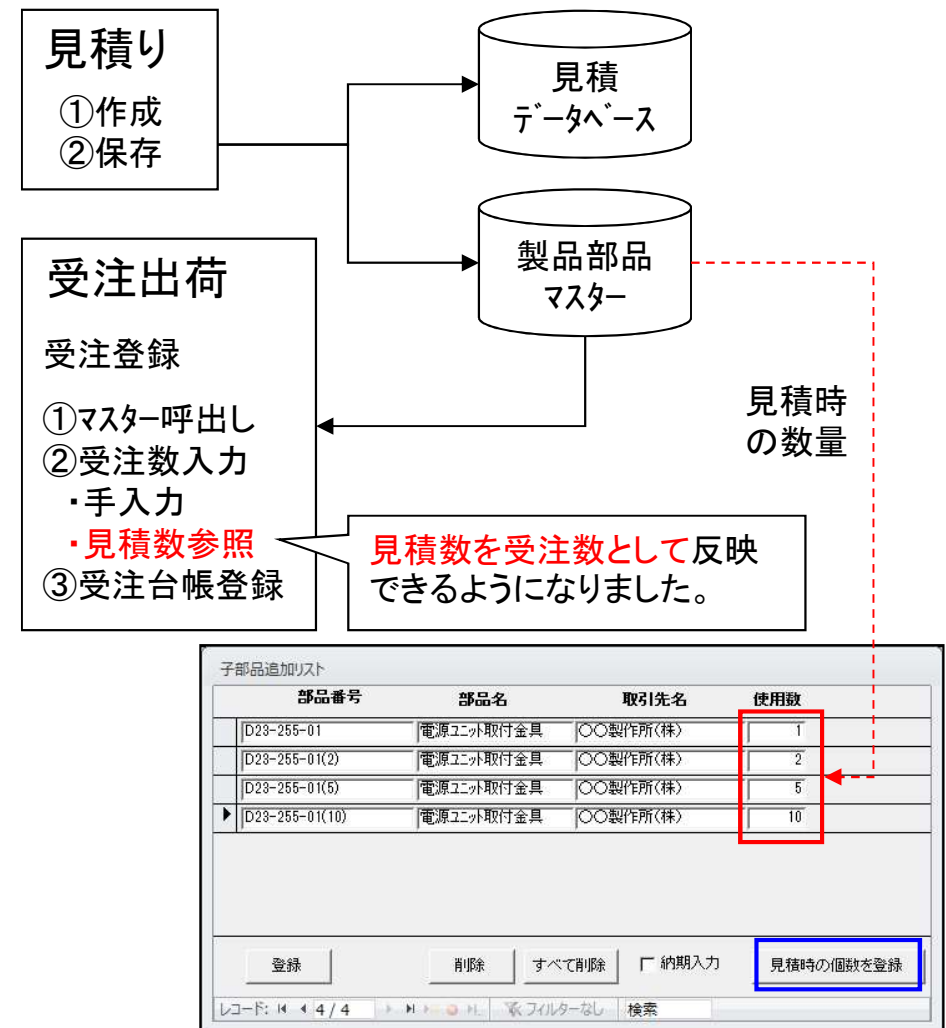 見積り
①作成
②保存
見積
ﾃﾞｰﾀﾍﾞｰｽ
製品部品
ﾏｽﾀｰ
受注出荷
受注登録
①ﾏｽﾀｰ呼出し
②受注数入力
・手入力
・見積数参照
③受注台帳登録
見積時
の数量
見積数を受注数として反映
できるようになりました。
子部品追加リスト
部品番号 部品名 取引先名 使用数
D23-255-01 電源ﾕﾆｯﾄ取付金具 〇〇製作所(株) 1
D23-255-01(2) 電源ﾕﾆｯﾄ取付金具 〇〇製作所(株) 2
D23-255-01(5) 電源ﾕﾆｯﾄ取付金具 〇〇製作所(株) 5
D23-255-01(10) 電源ﾕﾆｯﾄ取付金具 〇〇製作所(株) 10
登録 削除 すべて削除 納期入力 見積時の個数を登録
レコード: 4 / 4 フィルターなし 検索